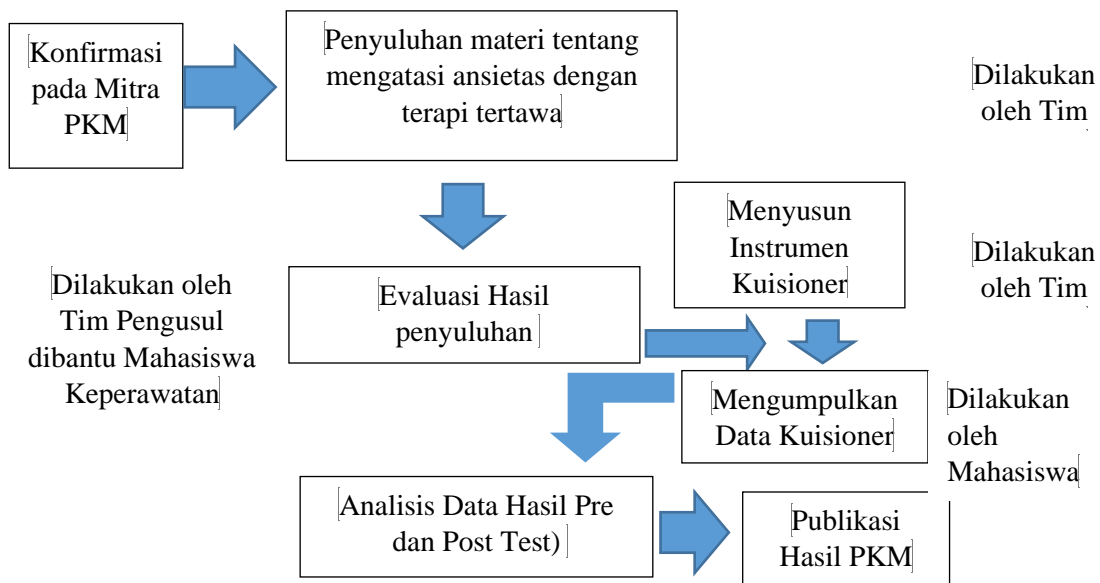 Konfirmasi
pada Mitra
PKM
Penyuluhan materi tentang
mengatasi ansietas dengan
terapi tertawa
Dilakukan
oleh Tim
Menyusun
Instrumen
Kuisioner
Dilakukan
oleh Tim
Dilakukan oleh
Tim Pengusul
dibantu Mahasiswa
Keperawatan
Evaluasi Hasil
penyuluhan
Mengumpulkan
Data Kuisioner
Dilakukan
oleh
Mahasiswa
Analisis Data Hasil Pre
dan Post Test)
Publikasi
Hasil PKM